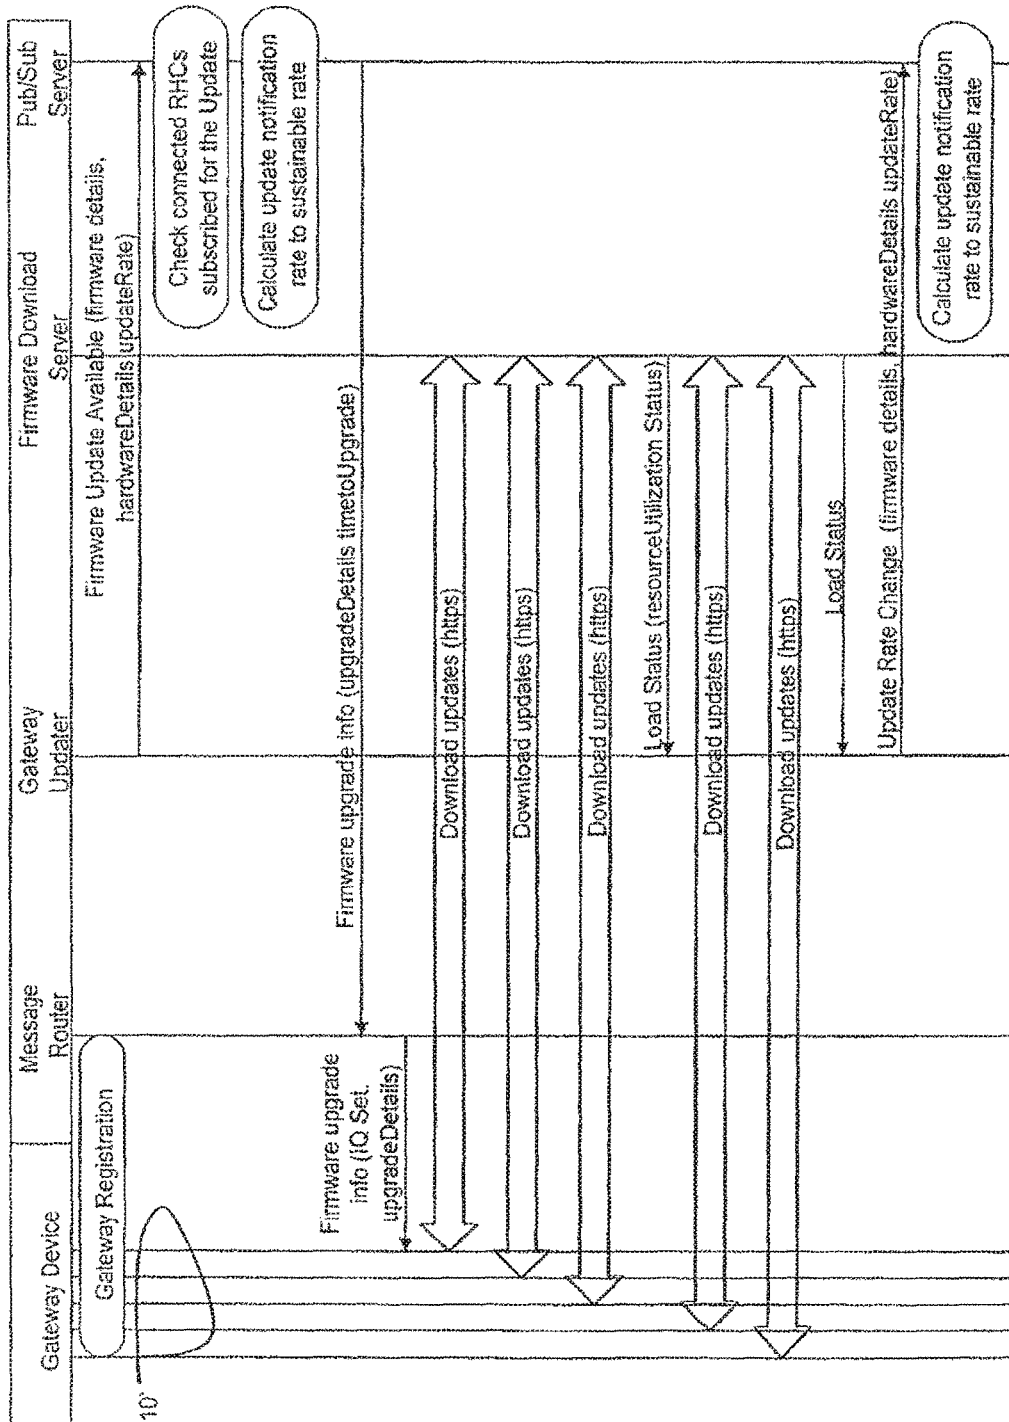 Gateway Device
Message
Router
Gateway
Updater
Firmware Download
Server
Pub/Sub
Server
Gateway Registration
10'
Firmware Update Available (firmware details,
hardwareDetails updateRate)
Check connected RHCs
subscribed for the Update
Calculate update notification
rate to sustainable rate
Firmware upgrade info (upgradeDetails timetoUpgrade)
Firmware upgrade
info (IQ Set.
upgradeDetails)
Download updates (https)
Download updates (https)
Download updates (https)
Load Status (resourceUtilization Status)
Download updates (https)
Download updates (https)
Load Status
Update Rate Change (firmware details, hardwareDetails updateRate)
Calculate update notification
rate to sustainable rate